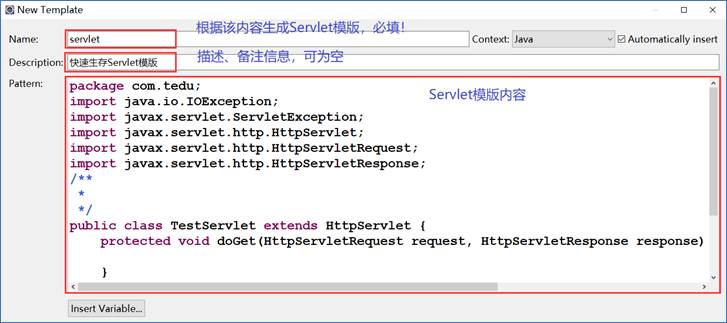 New Template
根据该内容生成Servlet模版，必填！
Name: servlet Context: Java Automatically insert
描述、备注信息，可为空
Description: 快速生存Servlet模版
Pattern:
Servlet模版内容
package com.tedu;
import java.io.IOException;
import javax.servlet.ServletException;
import javax.servlet.http.HttpServlet;
import javax.servlet.http.HttpServletRequest;
import javax.servlet.http.HttpServletResponse;
/**
*
*/
public class TestServlet extends HttpServlet {
protected void doGet(HttpServletRequest request, HttpServletResponse response)
}
Insert Variable...